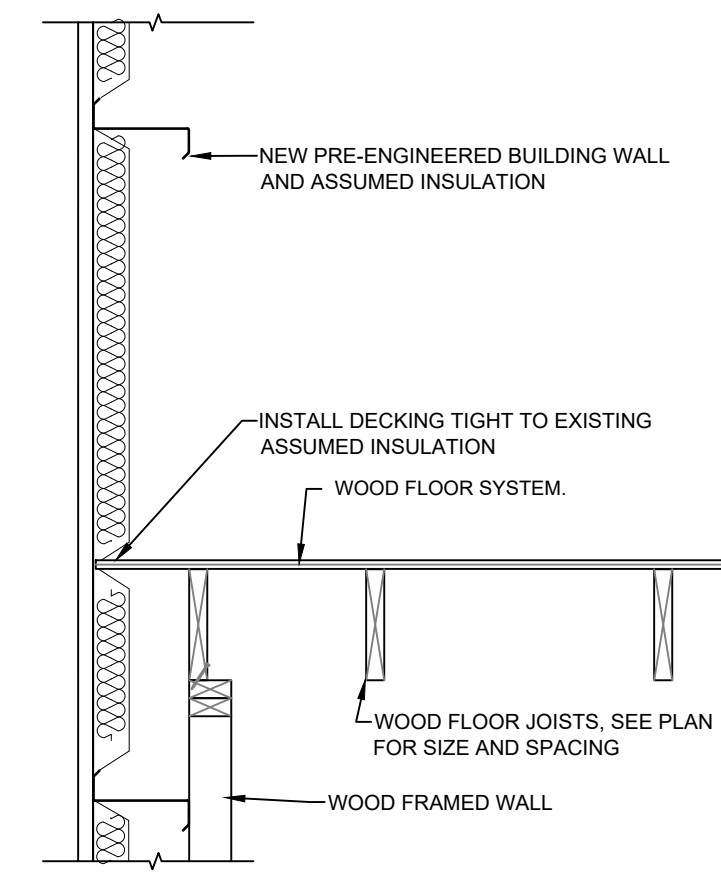 NEW PRE-ENGINEERED BUILDING WALL
AND ASSUMED INSULATION
INSTALL DECKING TIGHT TO EXISTING
ASSUMED INSULATION
WOOD FLOOR SYSTEM.
WOOD FLOOR JOISTS, SEE PLAN
FOR SIZE AND SPACING
WOOD FRAMED WALL